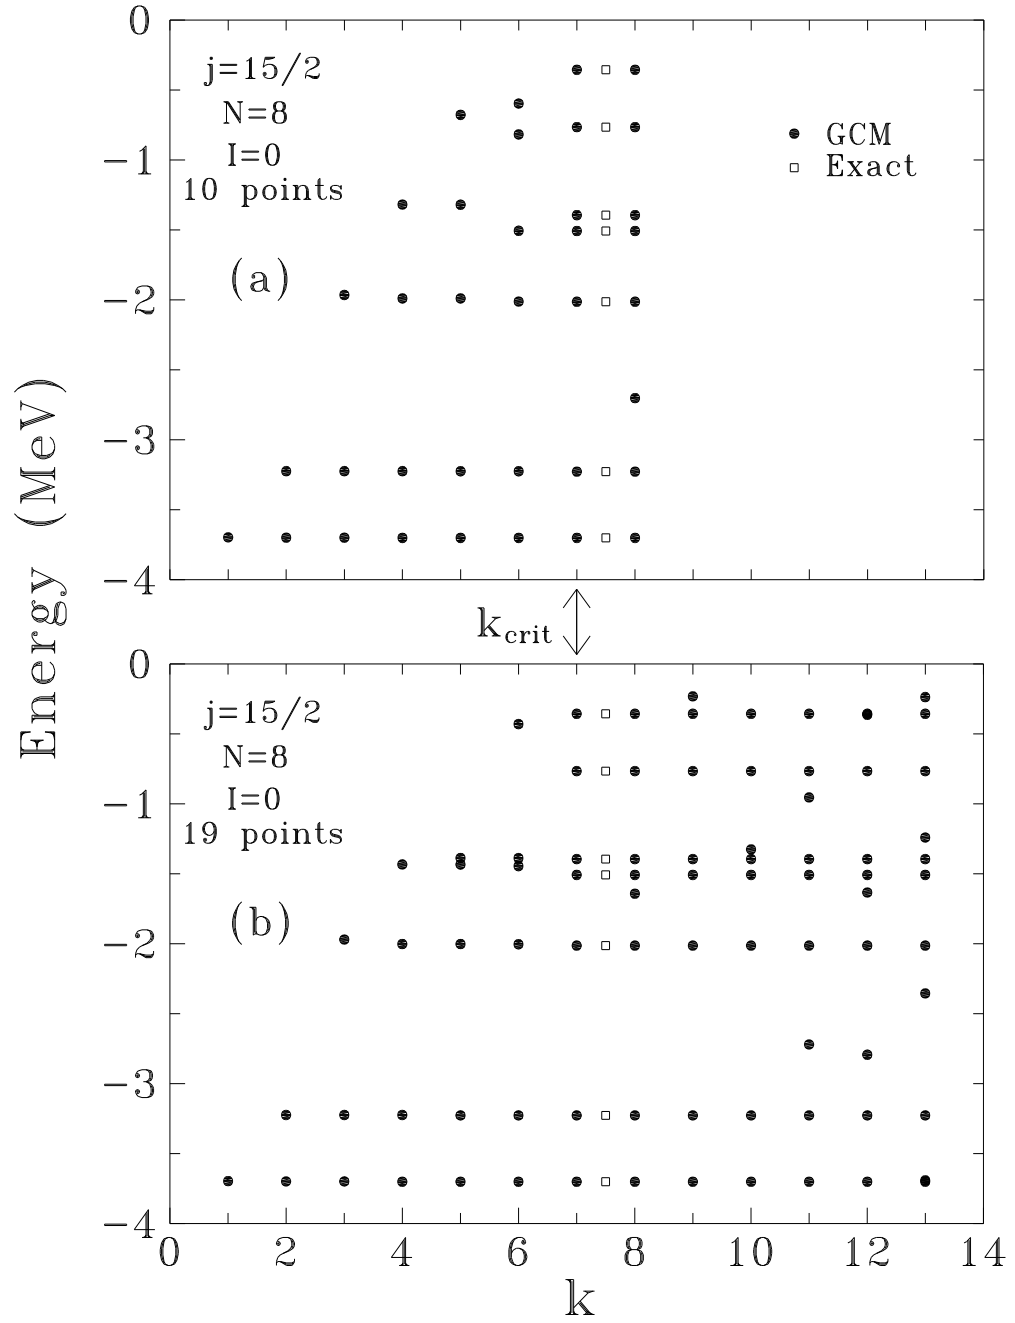 0
−1
−2
−3
−4
j=15/2
N=8
I=0
10 points
(a)
GCM
Exact
Energy (MeV)
k_crit
0
−1
−2
−3
−4
j=15/2
N=8
I=0
19 points
(b)
0 2 4 6 8 10 12 14
k